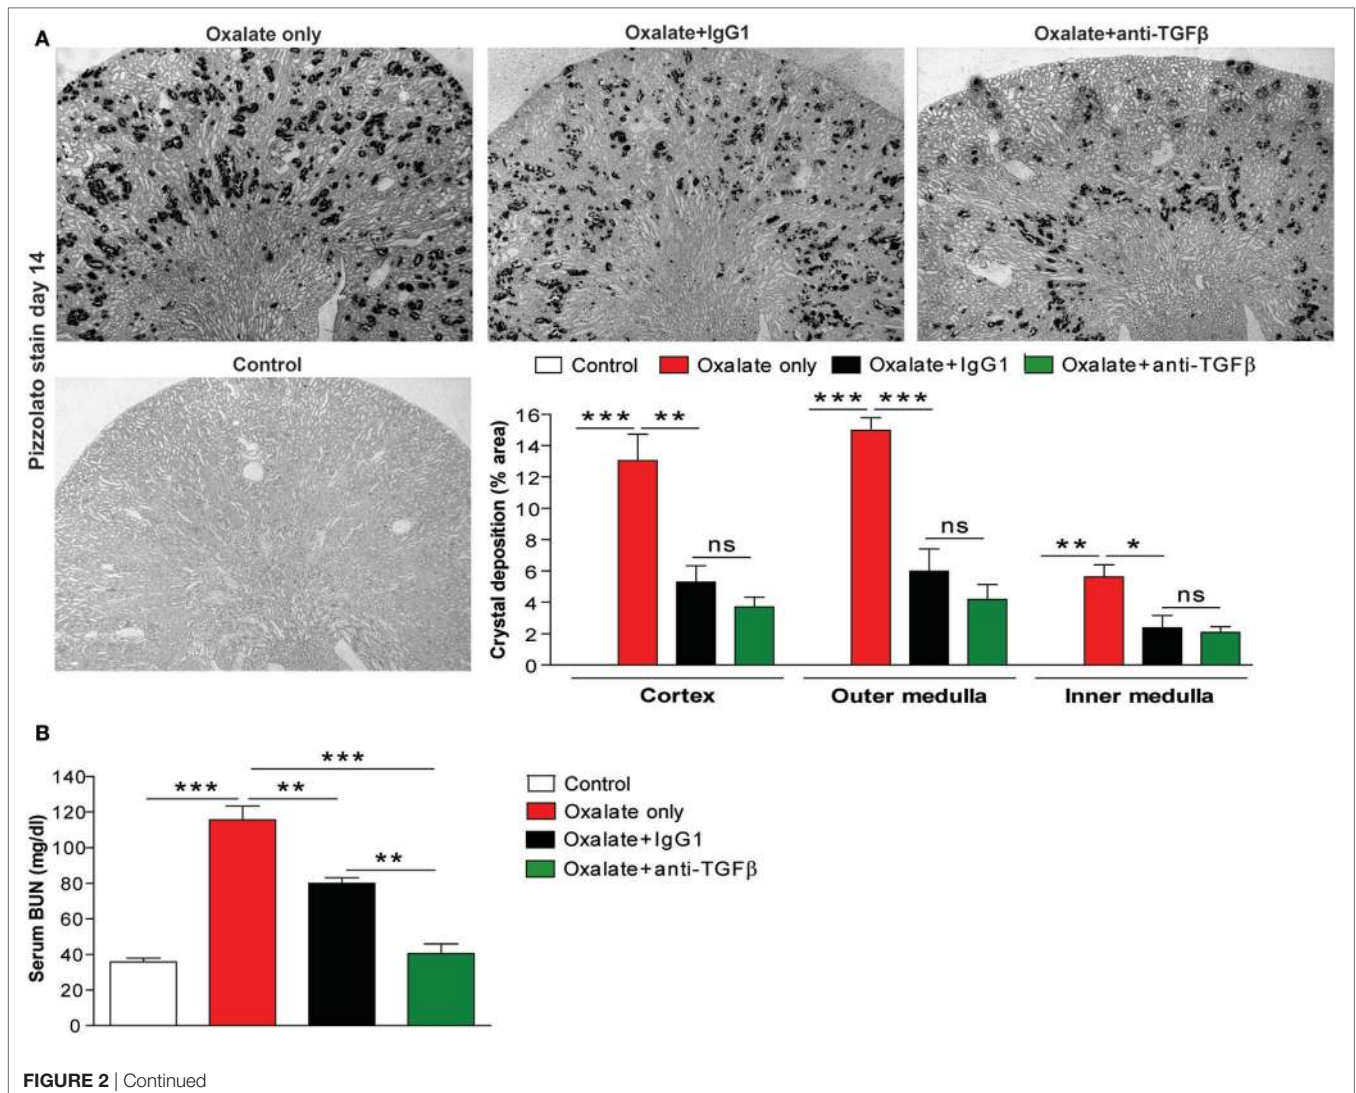 A
Oxalate only
Oxalate+IgG1
Oxalate+anti-TGFβ
Pizzolato stain day 14
Control
Control
Oxalate only
Oxalate+IgG1
Oxalate+anti-TGFβ
Crystal deposition (% area)
16
14
12
10
8
6
4
2
0
*** **
ns
*** ***
ns
** *
ns
Cortex
Outer medulla
Inner medulla
B
Serum BUN (mg/dl)
140
120
100
80
60
40
20
0
***
*** **
**
Control
Oxalate only
Oxalate+IgG1
Oxalate+anti-TGFβ
FIGURE 2 | Continued